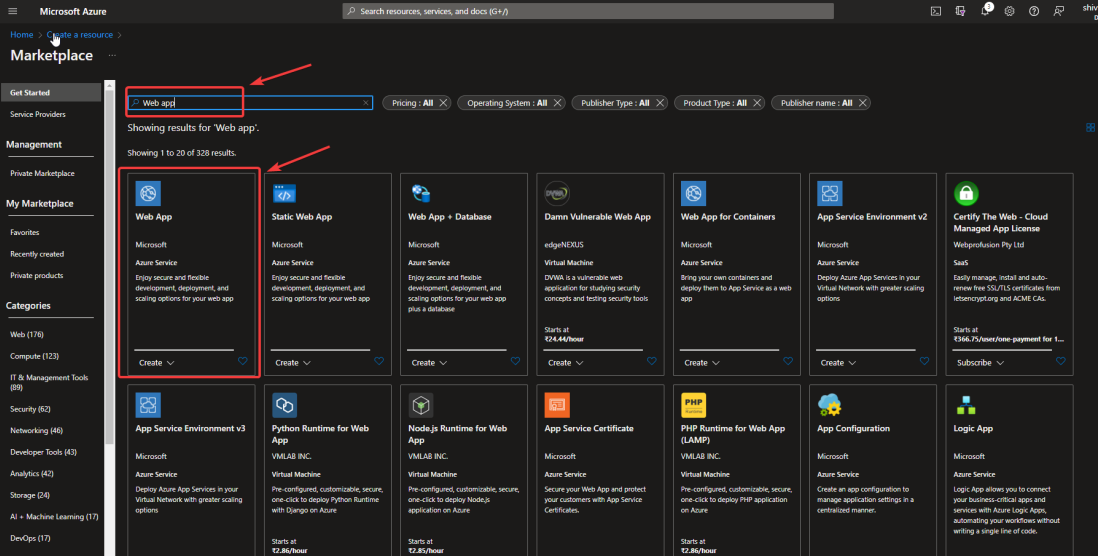 Microsoft Azure
Search resources, services, and docs (G+/)
3
shiv
Home > Create a resource >
Marketplace ...
Get Started
Service Providers
Management
Private Marketplace
My Marketplace
Favorites
Recently created
Private products
Categories
Web (176)
Compute (123)
IT & Management Tools
(89)
Security (62)
Networking (46)
Developer Tools (43)
Analytics (42)
Storage (24)
AI + Machine Learning (17)
DevOps (17)
Web app
Pricing : All
Operating System : All
Publisher Type : All
Product Type : All
Publisher name : All
Showing results for 'Web app'.
Showing 1 to 20 of 328 results.
Web App
Microsoft
Azure Service
Enjoy secure and flexible
development, deployment, and
scaling options for your web app
Create
Static Web App
Microsoft
Azure Service
Enjoy secure and flexible
development, deployment, and
scaling options for your web app
Create
Web App + Database
Microsoft
Azure Service
Enjoy secure and flexible
development, deployment, and
scaling options for your web app
plus a database
Create
DVWA
Damn Vulnerable Web App
edgeNEXUS
Virtual Machine
DVWA is a vulnerable web
application for studying security
concepts and testing security tools
Starts at
₹24.44/hour
Create
Web App for Containers
Microsoft
Azure Service
Bring your own containers and
deploy them to App Service as a web
app
Create
App Service Environment v2
Microsoft
Azure Service
Deploy Azure App Services in your
Virtual Network with greater scaling
options
Create
Certify The Web - Cloud
Managed App License
Webprofusion Pty Ltd
SaaS
Easily manage, install and auto-
renew free SSL/TLS certificates from
letsencrypt.org and ACME CAs.
Starts at
₹366.75/user/one-payment for 1...
Subscribe
App Service Environment v3
Microsoft
Azure Service
Deploy Azure App Services in your
Virtual Network with greater scaling
options
Python Runtime for Web
App
VMLAB INC.
Virtual Machine
Pre-configured, customizable, secure,
one-click to deploy Python Runtime
with Django on Azure
Starts at
₹2.86/hour
Node.js Runtime for Web
App
VMLAB INC.
Virtual Machine
Pre-configured, customizable, secure,
one-click to deploy Node.js
application on Azure
Starts at
₹2.85/hour
App Service Certificate
Microsoft
Azure Service
Secure your Web App and protect
your customers with App Service
Certificates.
PHP
Runtime
PHP Runtime for Web App
(LAMP)
VMLAB INC.
Virtual Machine
Pre-configured, customizable, secure,
one-click to deploy PHP application
on Azure
Starts at
₹2.86/hour
App Configuration
Microsoft
Azure Service
Create an app configuration to
manage application settings in a
centralized manner.
Logic App
Microsoft
Azure Service
Logic App allows you to connect
your business-critical apps and
services with Azure Logic Apps,
automating your workflows without
writing a single line of code.